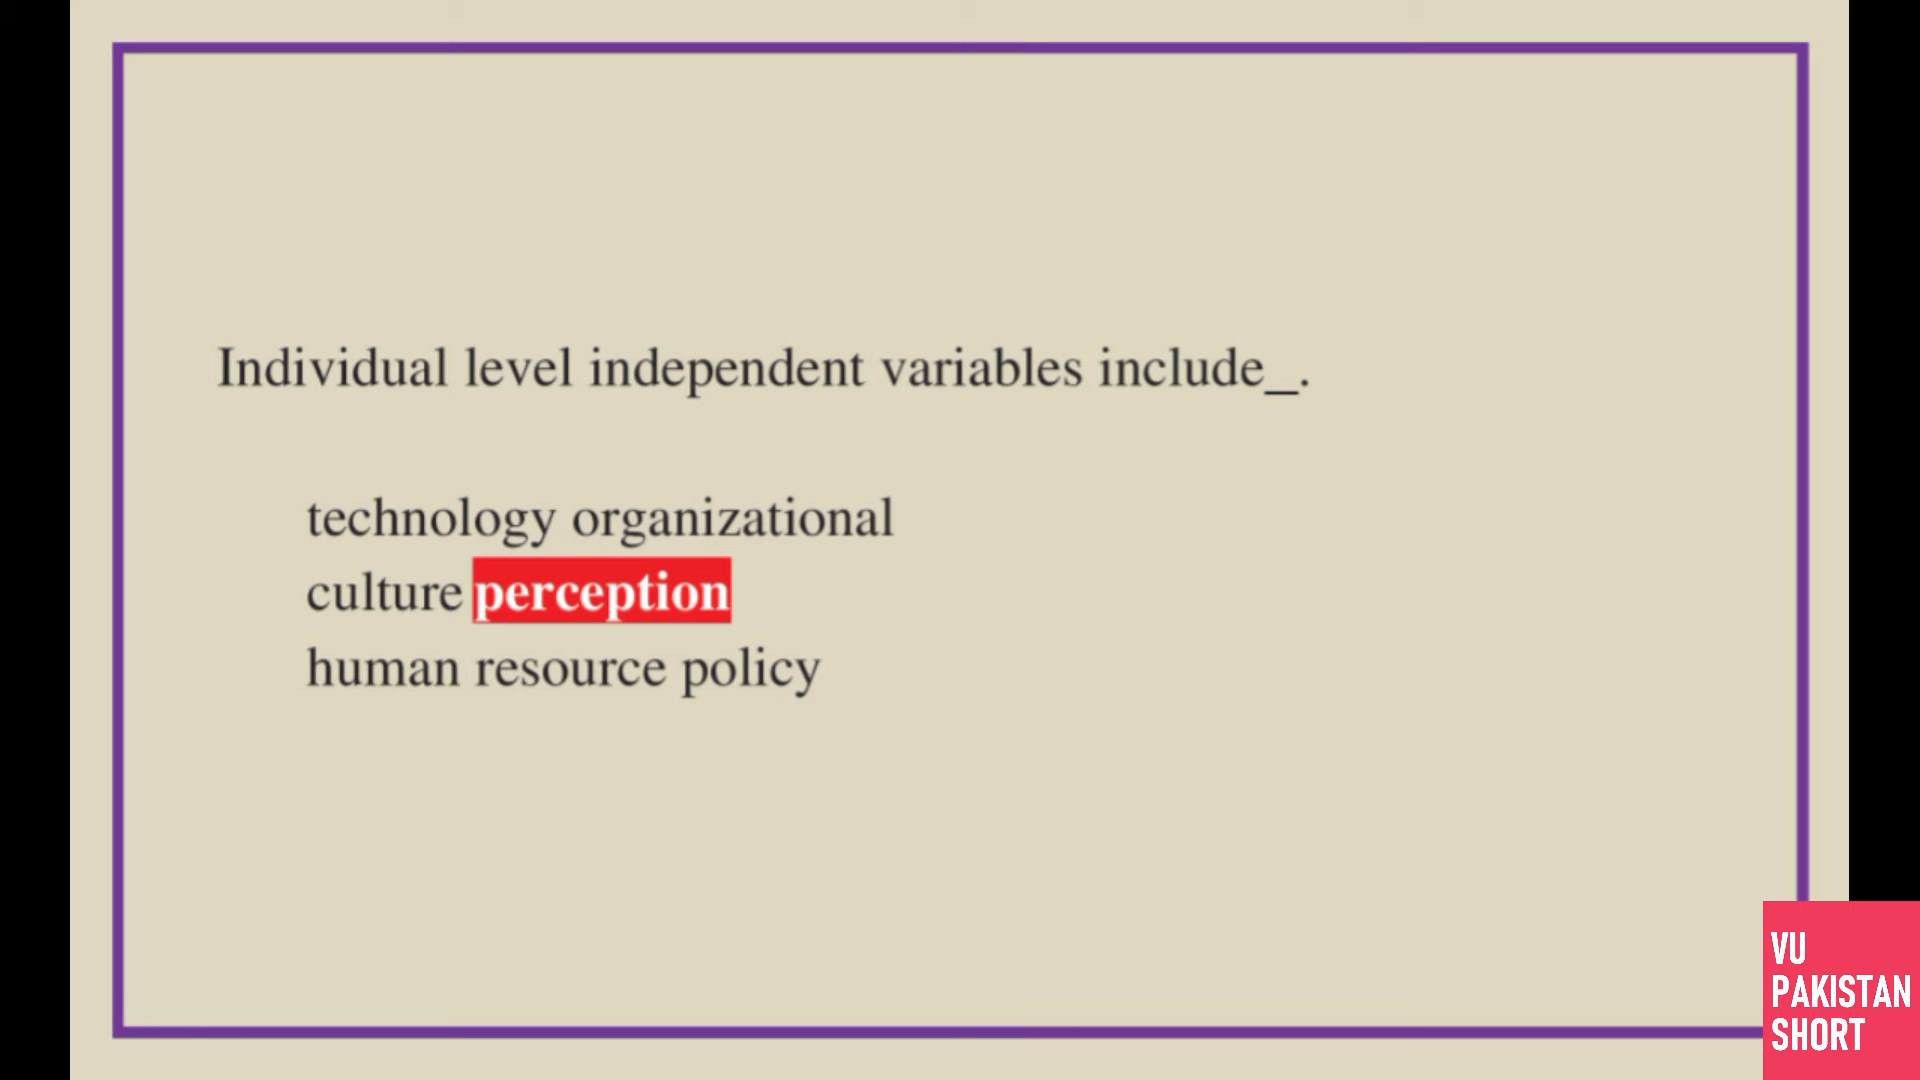 Individual level independent variables include_.
technology organizational
culture perception
human resource policy
VU
PAKISTAN
SHORT